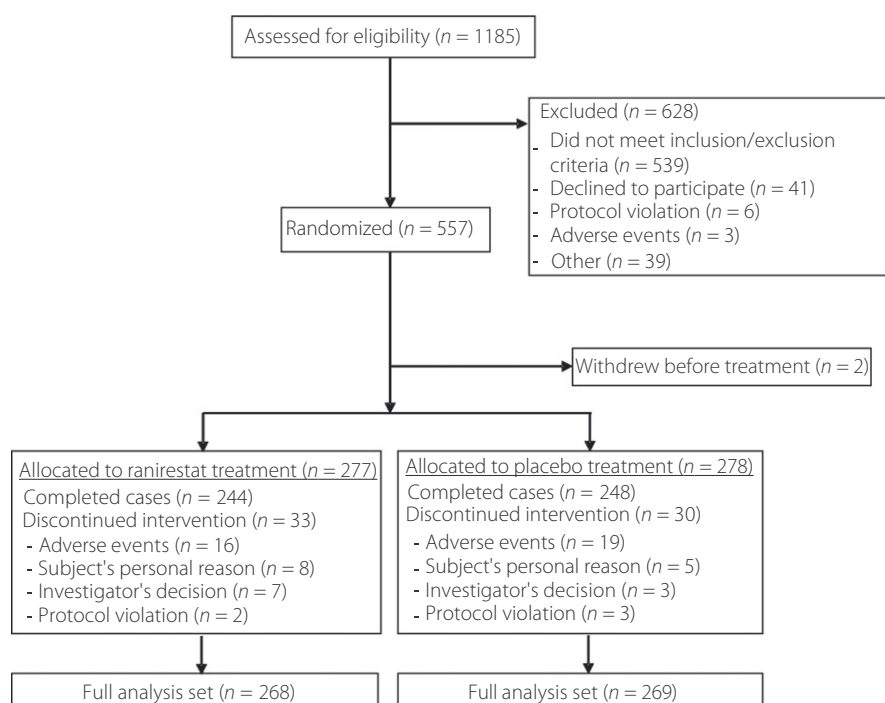 Assessed for eligibility (n = 1185)
Excluded (n = 628)
- Did not meet inclusion/exclusion
criteria (n = 539)
- Declined to participate (n = 41)
- Protocol violation (n = 6)
- Adverse events (n = 3)
- Other (n = 39)
Randomized (n = 557)
Withdrew before treatment (n = 2)
Allocated to ranirestat treatment (n = 277)
Completed cases (n = 244)
Discontinued intervention (n = 33)
- Adverse events (n = 16)
- Subject's personal reason (n = 8)
- Investigator's decision (n = 7)
- Protocol violation (n = 2)
Allocated to placebo treatment (n = 278)
Completed cases (n = 248)
Discontinued intervention (n = 30)
- Adverse events (n = 19)
- Subject's personal reason (n = 5)
- Investigator's decision (n = 3)
- Protocol violation (n = 3)
Full analysis set (n = 268)
Full analysis set (n = 269)